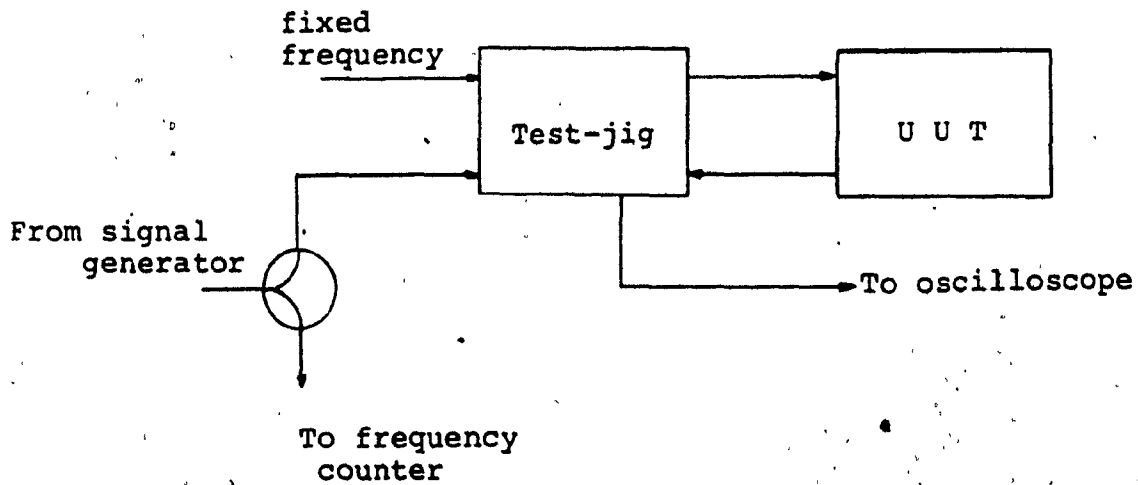 fixed
frequency
Test-jig
U U T
From signal
generator
To oscilloscope
To frequency
counter